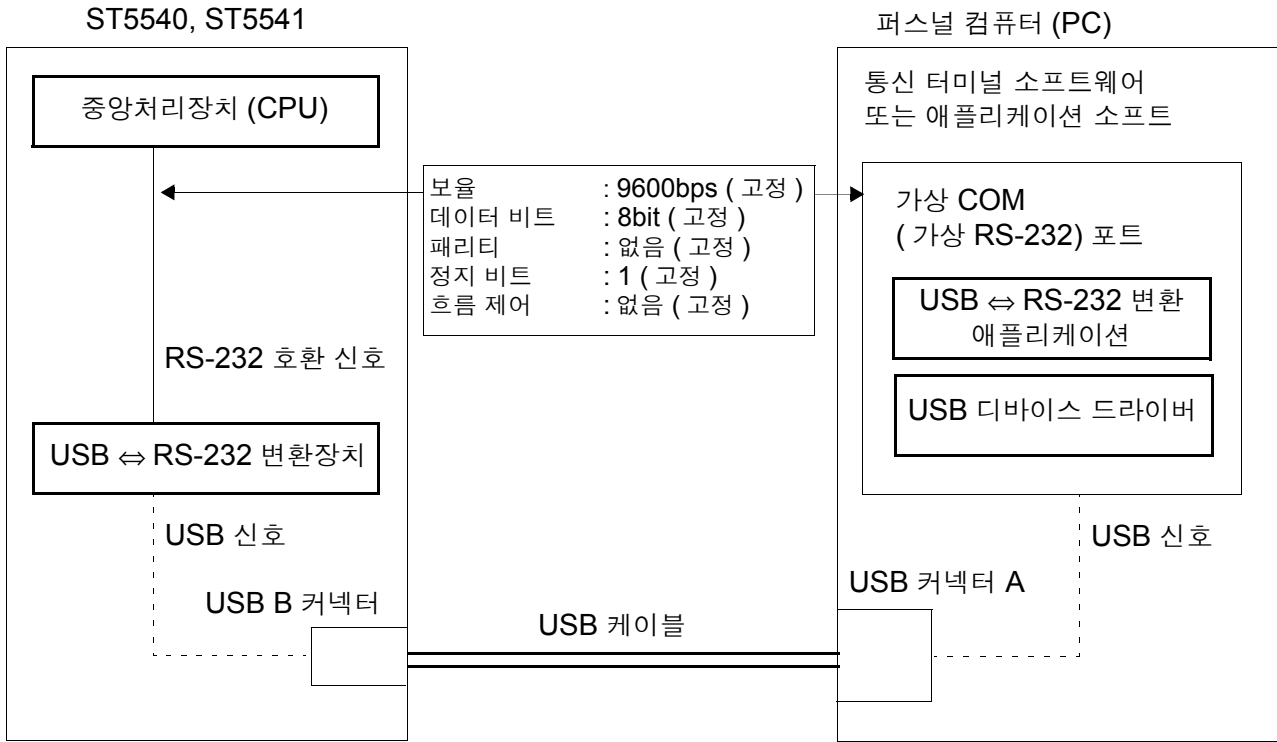 ST5540, ST5541
중앙처리장치 (CPU)
RS-232 호환 신호
USB ⇔ RS-232 변환장치
USB 신호
USB B 커넥터
보율 : 9600bps ( 고정 )
데이터 비트 : 8bit ( 고정 )
패리티 : 없음 ( 고정 )
정지 비트 : 1 ( 고정 )
흐름 제어 : 없음 ( 고정 )
USB 케이블
퍼스널 컴퓨터 (PC)
통신 터미널 소프트웨어
또는 애플리케이션 소프트
가상 COM
( 가상 RS-232) 포트
USB ⇔ RS-232 변환
애플리케이션
USB 디바이스 드라이버
USB 신호
USB 커넥터 A